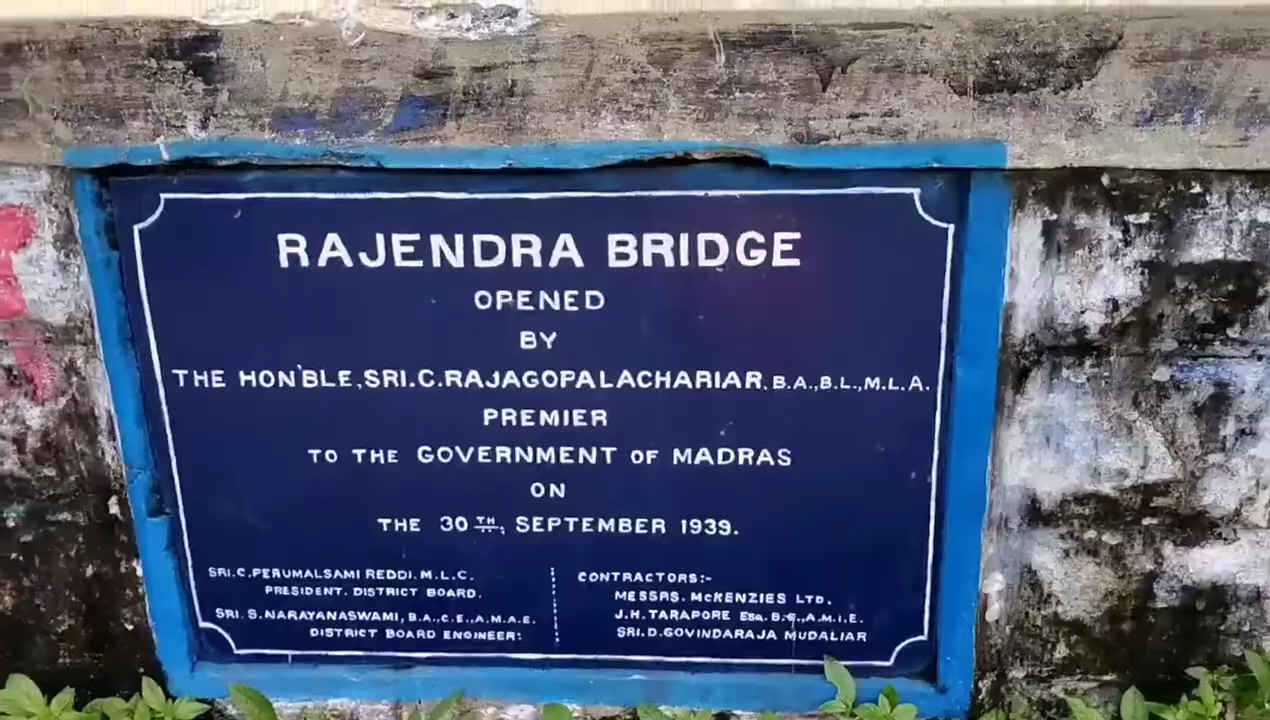 RAJENDRA BRIDGE
OPENED
BY
THE HON'BLE,SRI.C.RAJAGOPALACHARIAR. B.A.,B.L.,M.L.A.
PREMIER
TO THE GOVERNMENT OF MADRAS
ON
THE 30TH, SEPTEMBER 1939.
SRI.C.PERUMALSAMI REDDI. M.L.C.
PRESIDENT. DISTRICT BOARD.
SRI. S.NARAYANASWAMI, B.A.,C.E.,A.M.A.E.
DISTRICT BOARD ENGINEER:
CONTRACTORS:-
MESSRS. McKENZIES LTD.
J.H.TARAPORE ESQ. B.E.,A.M.I.E.
SRI.D.GOVINDARAJA MUDALIAR